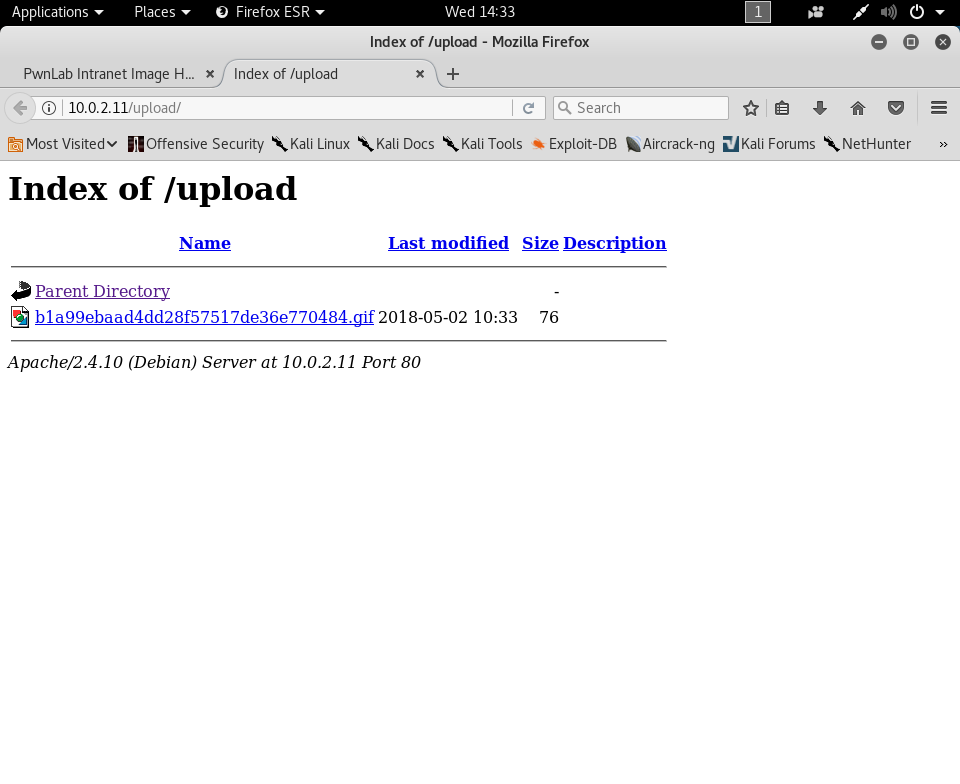 Applications Places Firefox ESR Wed 14:33 1
Index of /upload - Mozilla Firefox
PwnLab Intranet Image H... Index of /upload
10.0.2.11/upload/ Search
Most Visited Offensive Security Kali Linux Kali Docs Kali Tools Exploit-DB Aircrack-ng Kali Forums NetHunter »
Index of /upload
Name Last modified Size Description
Parent Directory -
b1a99ebaad4dd28f57517de36e770484.gif 2018-05-02 10:33 76
Apache/2.4.10 (Debian) Server at 10.0.2.11 Port 80